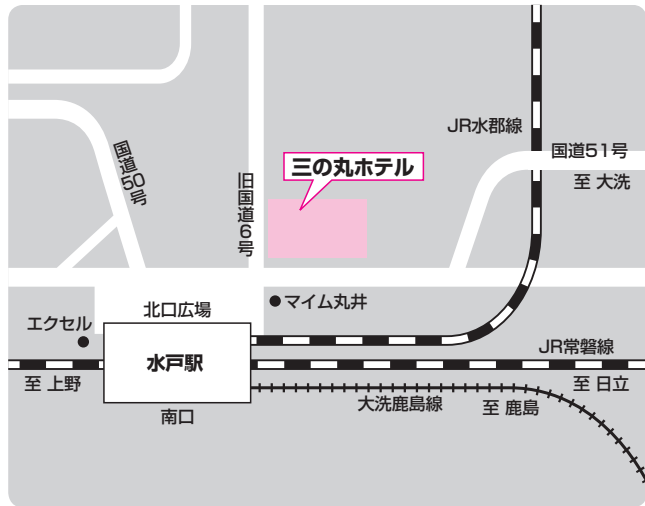 JR水郡線
国道51号
至 大洗
国道50号
三の丸ホテル
旧国道6号
マイム丸井
北口広場
エクセル
水戸駅
JR常磐線
至 上野
至 日立
大洗鹿島線
至 鹿島
南口